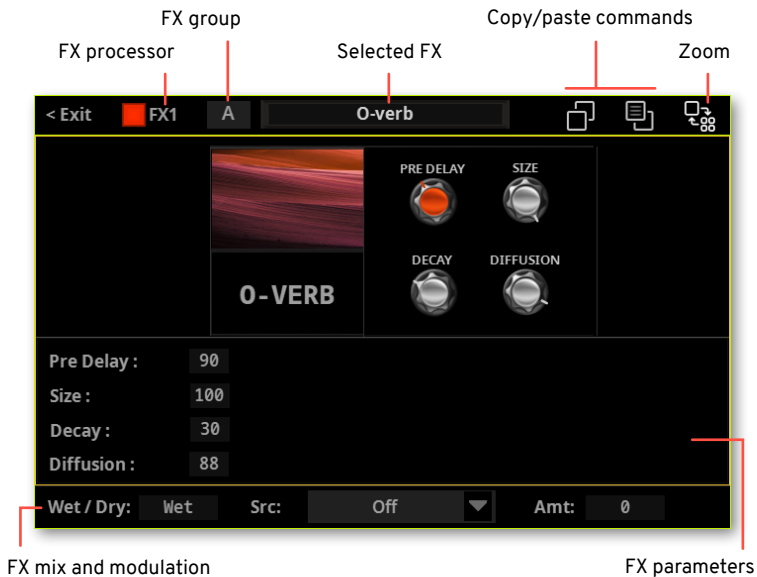 FX group
Copy/paste commands
FX processor
Selected FX
Zoom
< Exit FX1 A O-verb
PRE DELAY SIZE
DECAY DIFFUSION
O-VERB
Pre Delay : 90
Size : 100
Decay : 30
Diffusion : 88
Wet / Dry: Wet Src: Off Amt: 0
FX mix and modulation
FX parameters